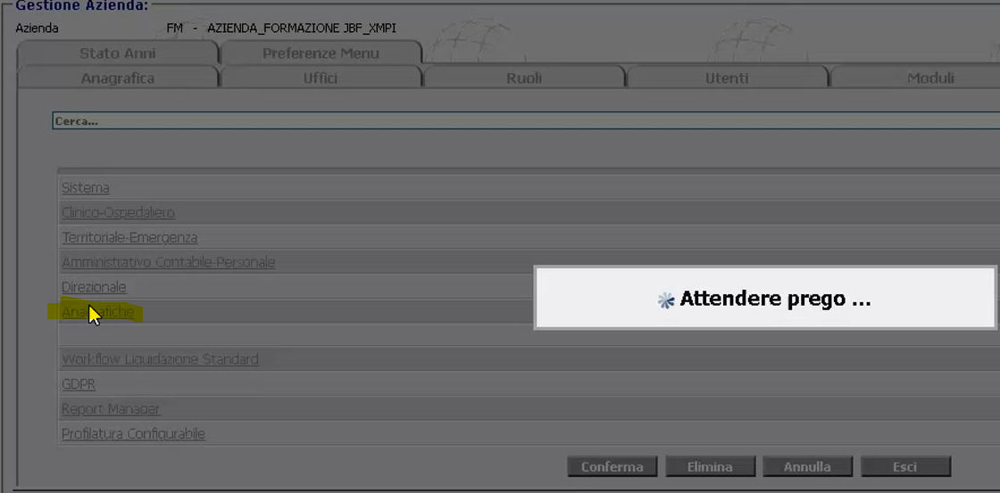 Gestione Azienda:
Azienda FM - AZIENDA_FORMAZIONE JBF_XMPI
Stato Anni Preferenze Menu
Anagrafica Uffici Ruoli Utenti Moduli
Cerca...
Sistema
Clinico-Ospedaliero
Territoriale-Emergenza
Amministrativo Contabile-Personale
Direzionale
Attendere prego ...
Anagrafiche
Workflow Liquidazione Standard
GDPR
Report Manager
Profilatura Configurabile
Conferma Elimina Annulla Esci